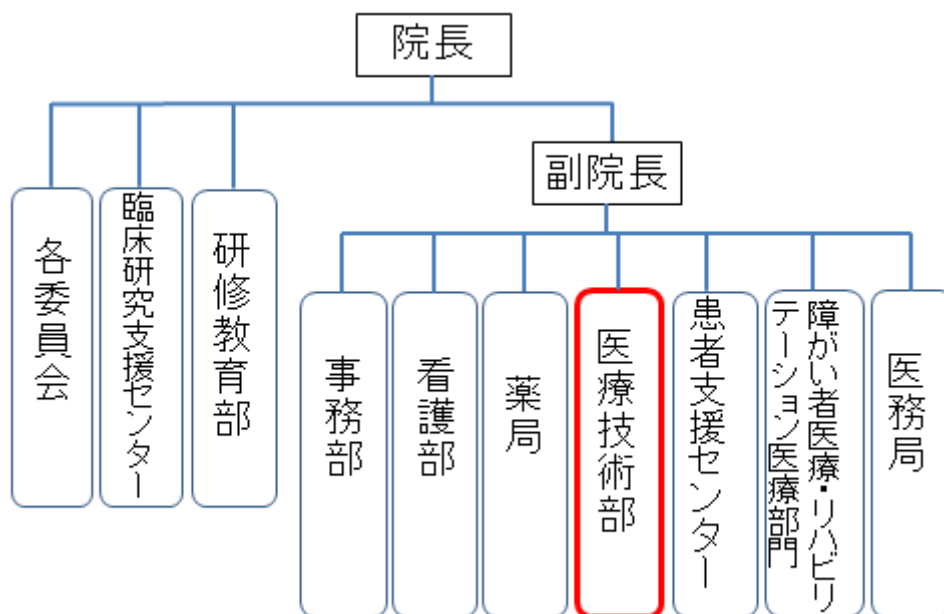 院長
副院長
各委員会
臨床研究支援センター
研修教育部
事務部
看護部
薬局
医療技術部
患者支援センター
障がい者医療・リハビリ
テーション医療部門
医務局